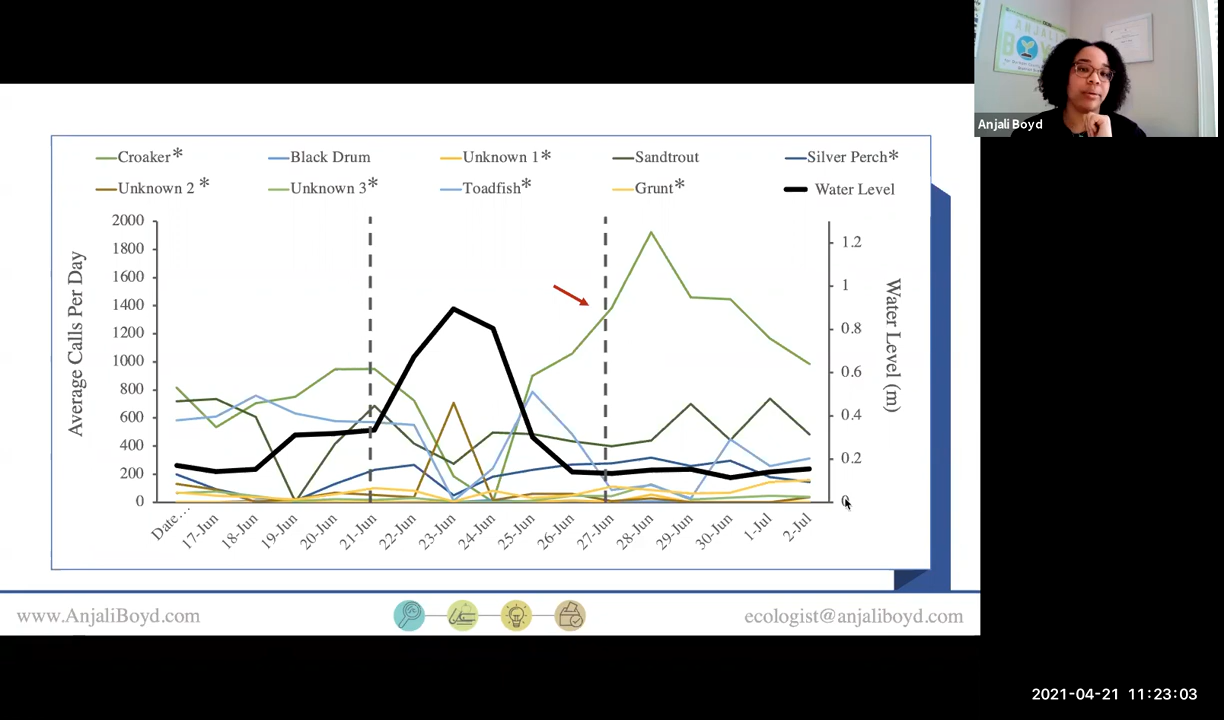 Anjali Boyd
Croaker* Black Drum Unknown 1* Sandtrout Silver Perch*
Unknown 2 * Unknown 3* Toadfish* Grunt* Water Level
Average Calls Per Day
2000
1800
1600
1400
1200
1000
800
600
400
200
0
1.2
1
0.8
0.6
0.4
0.2
0
Water Level (m)
Date... 17-Jun 18-Jun 19-Jun 20-Jun 21-Jun 22-Jun 23-Jun 24-Jun 25-Jun 26-Jun 27-Jun 28-Jun 29-Jun 30-Jun 1-Jul 2-Jul
www.AnjaliBoyd.com ecologist@anjaliboyd.com
2021-04-21 11:23:03